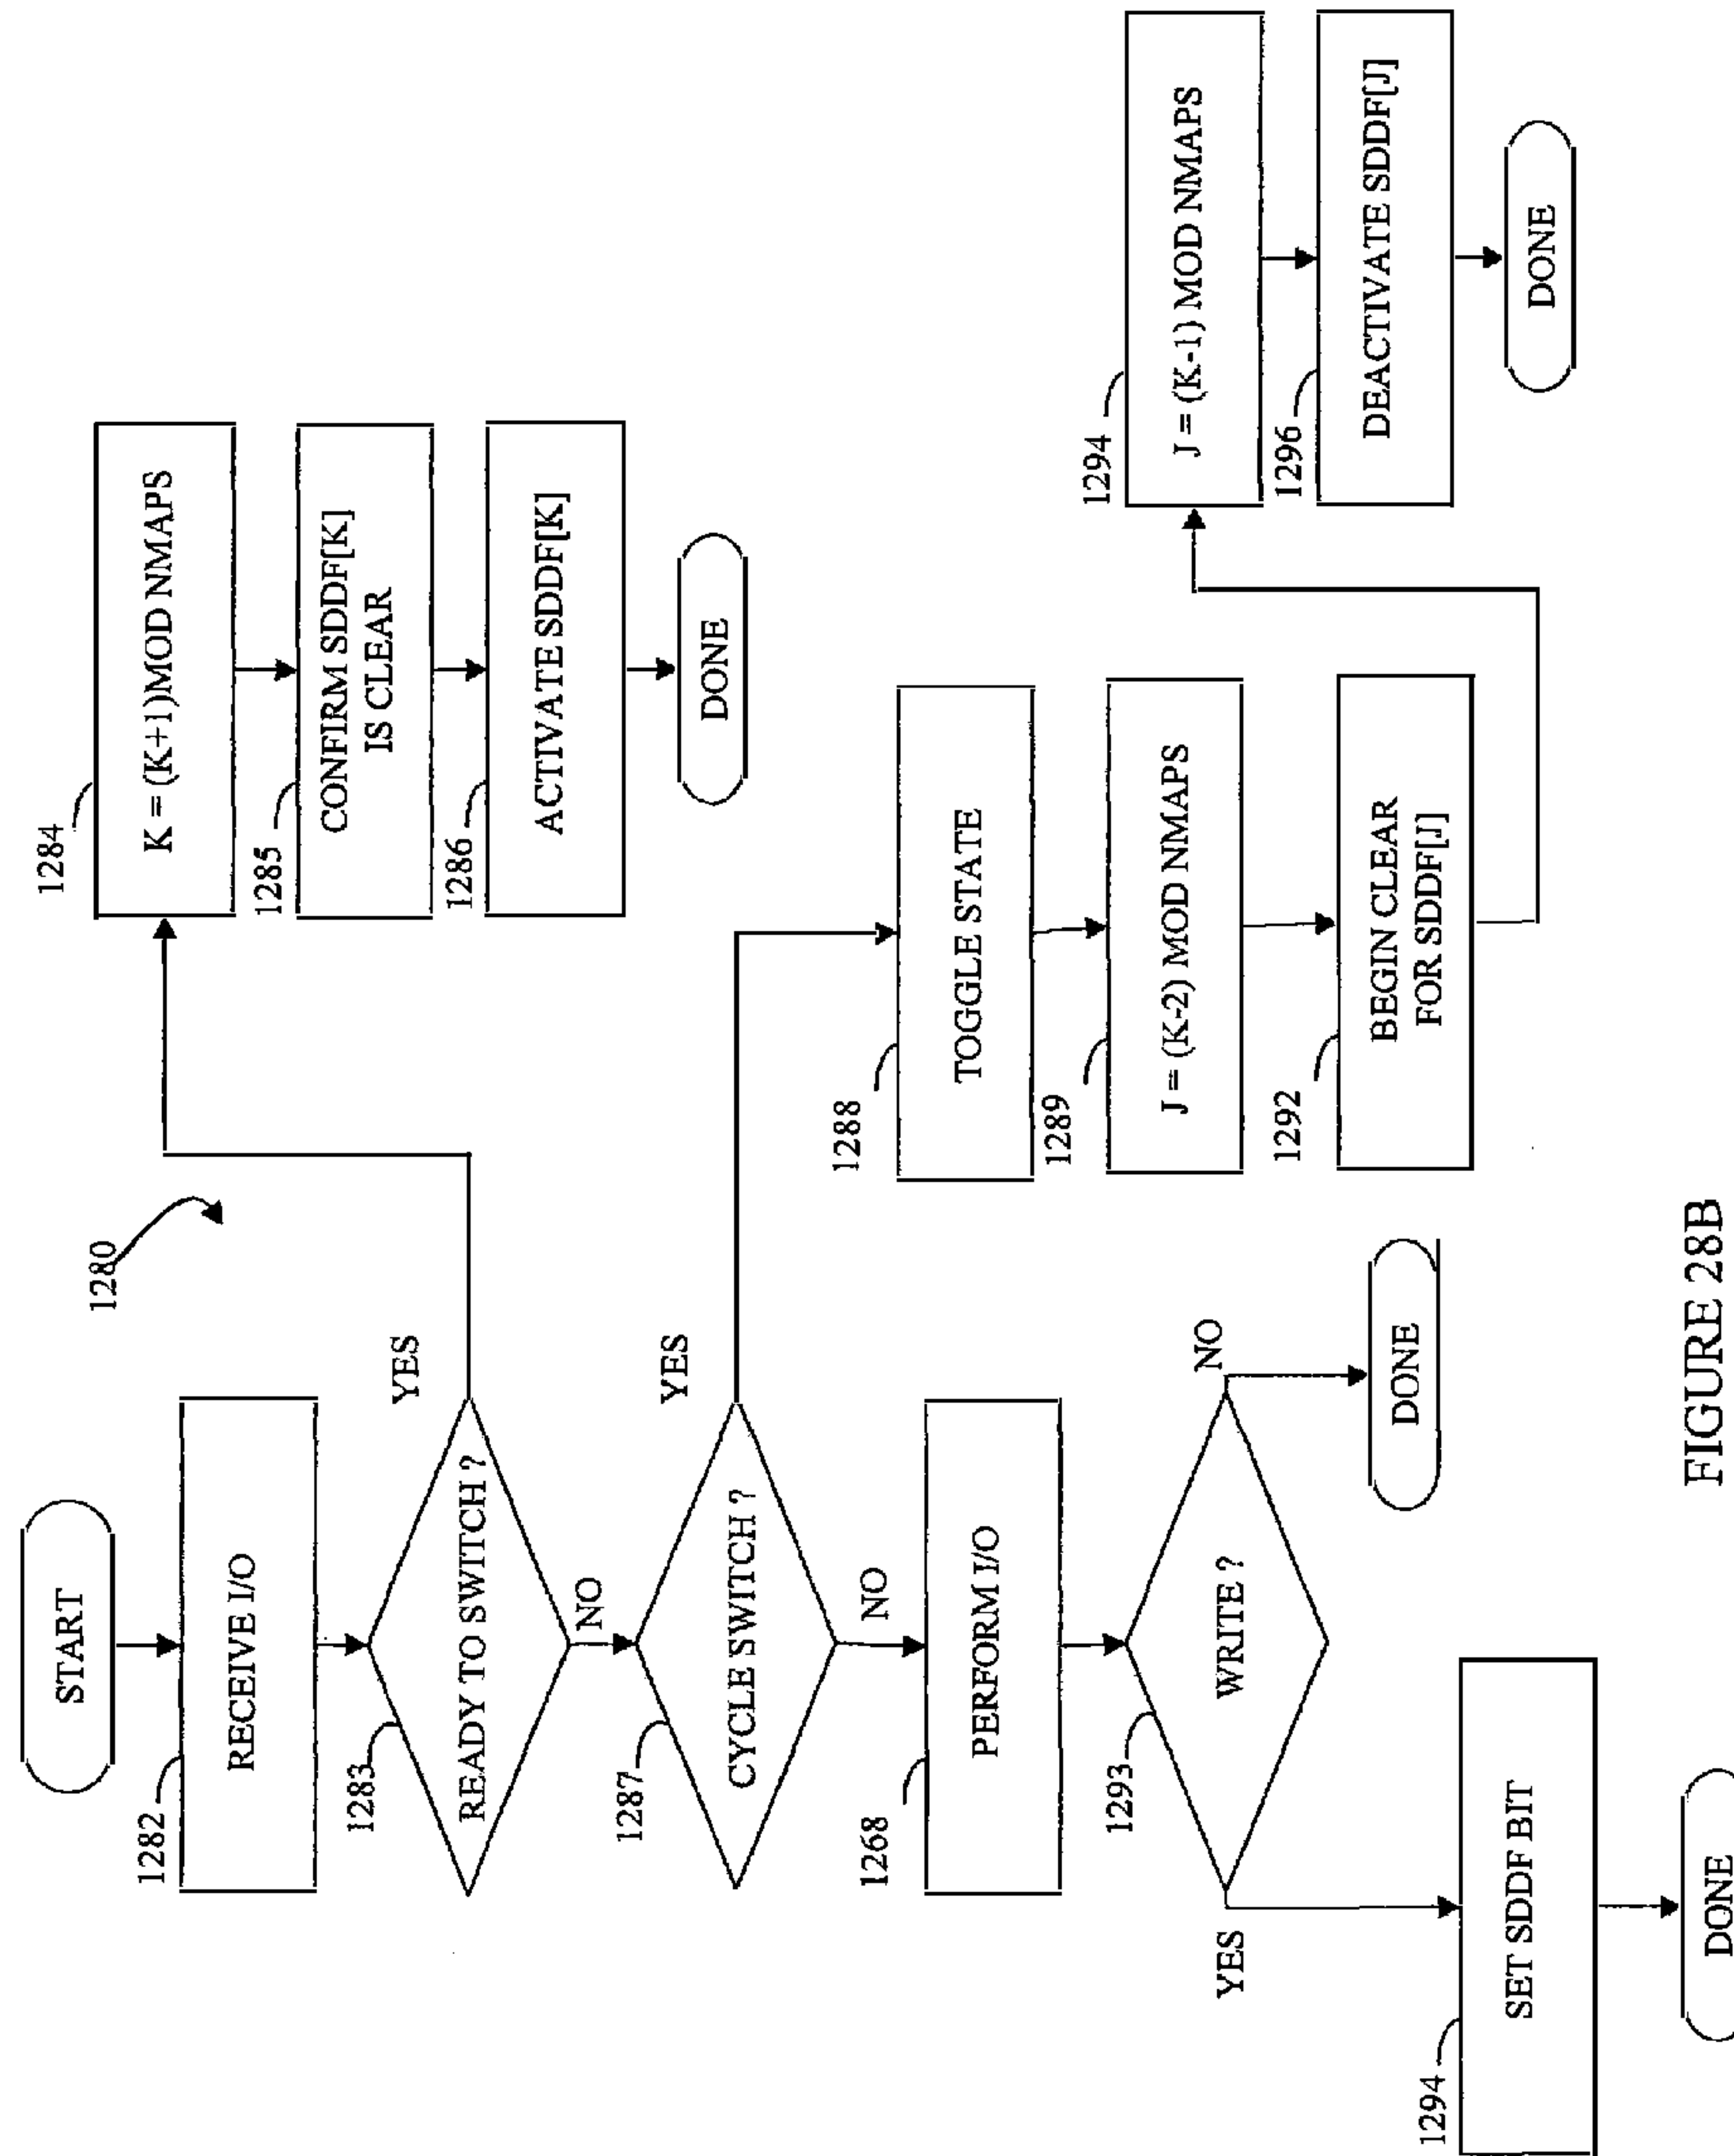 1280
START
1282
RECEIVE I/O
1283
READY TO SWITCH ?
YES
NO
1284
K = (K+1)MOD NMAPS
1285
CONFIRM SDDF[K]
IS CLEAR
1286
ACTIVATE SDDF[K]
DONE
1287
CYCLE SWITCH ?
YES
NO
1288
TOGGLE STATE
1289
J = (K-2) MOD NMAPS
1292
BEGIN CLEAR
FOR SDDF[J]
1294
J = (K-1) MOD NMAPS
1296
DEACTIVATE SDDF[J]
DONE
1268
PERFORM I/O
1293
WRITE ?
NO
DONE
YES
1294
SET SDDF BIT
DONE
FIGURE 28B